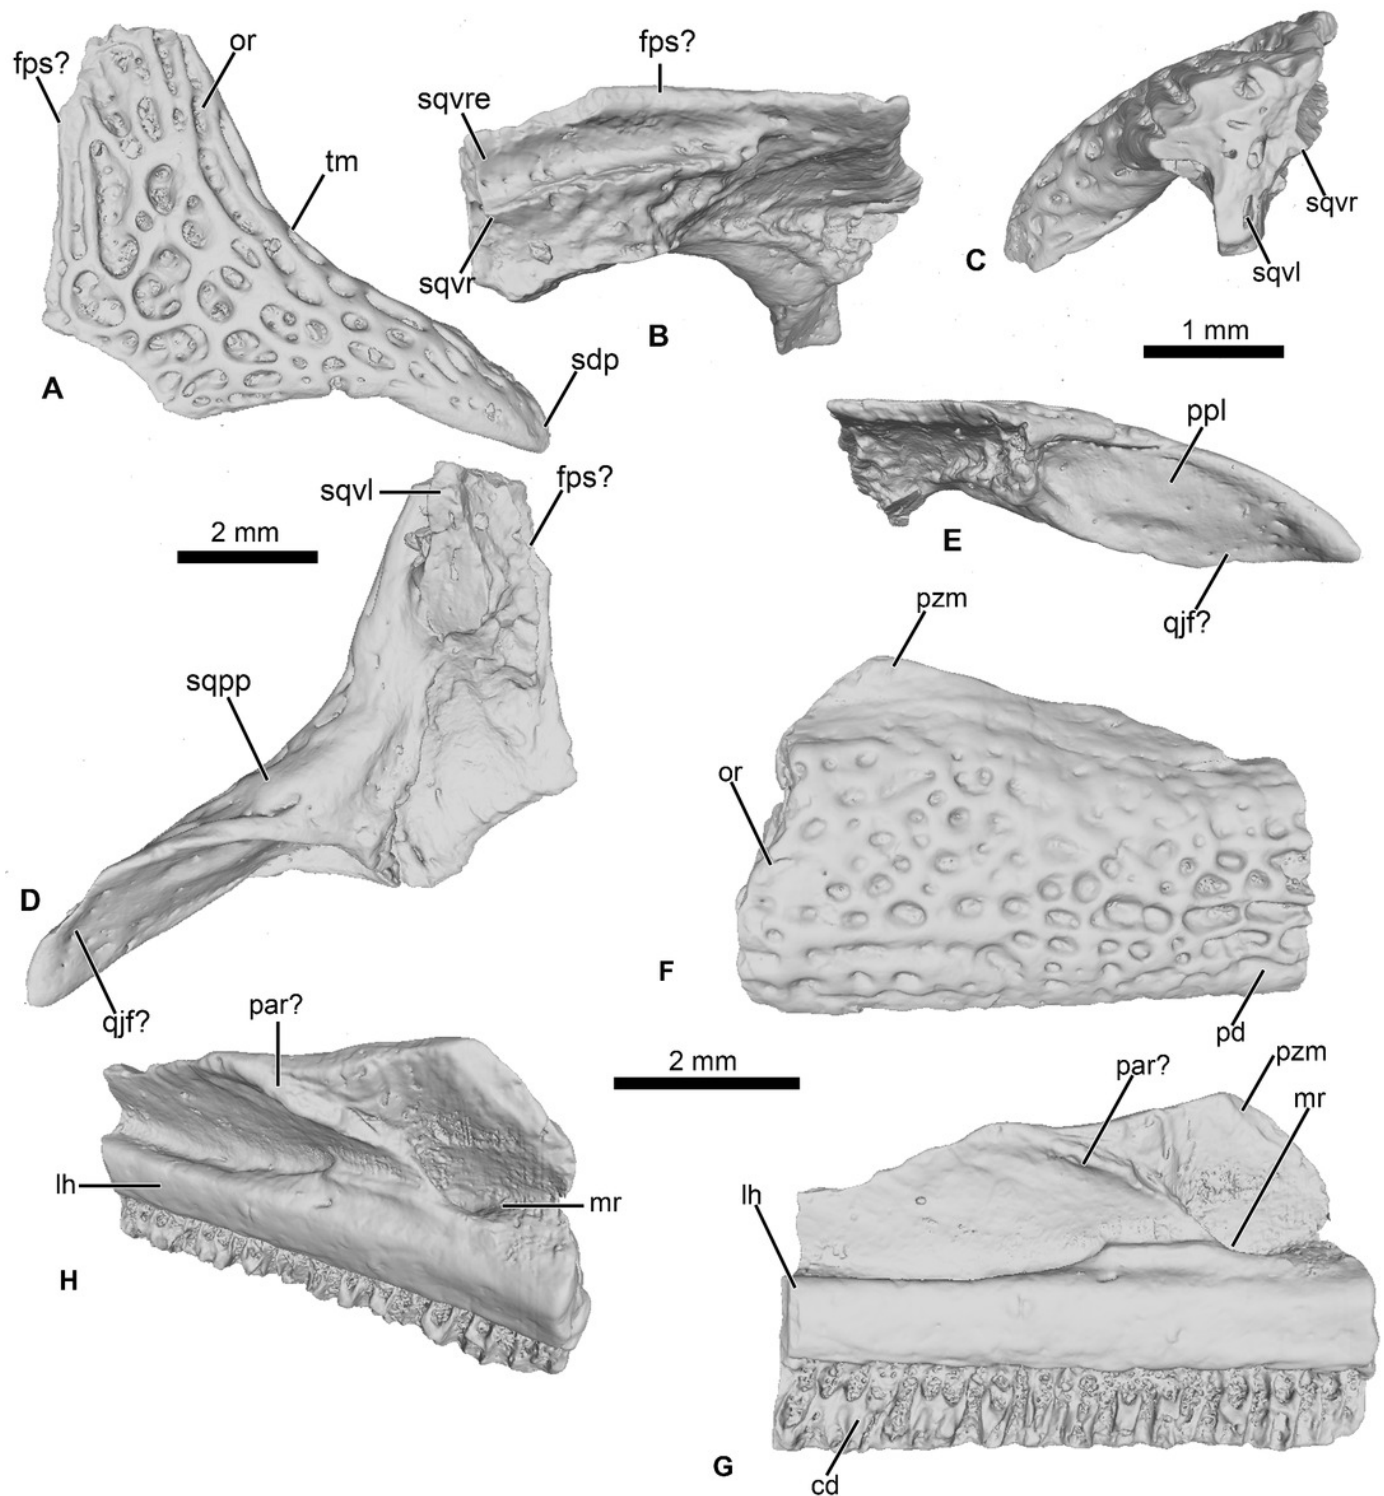 fps?
or
tm
sdp
A
fps?
sqvre
sqvr
B
sqvr
sqvl
C
1 mm
ppl
qjf?
E
sqvl
fps?
2 mm
sqpp
qjf?
D
pzm
or
pd
F
par?
lh
mr
H
2 mm
par?
pzm
mr
lh
cd
G